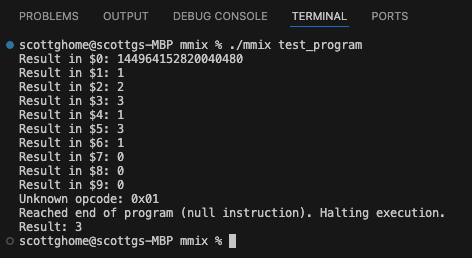 PROBLEMS OUTPUT DEBUG CONSOLE TERMINAL PORTS
scottghome@scottgs-MBP mmix % ./mmix test_program
Result in $0: 144964152820040480
Result in $1: 1
Result in $2: 2
Result in $3: 3
Result in $4: 1
Result in $5: 3
Result in $6: 1
Result in $7: 0
Result in $8: 0
Result in $9: 0
Unknown opcode: 0x01
Reached end of program (null instruction). Halting execution.
Result: 3
scottghome@scottgs-MBP mmix %